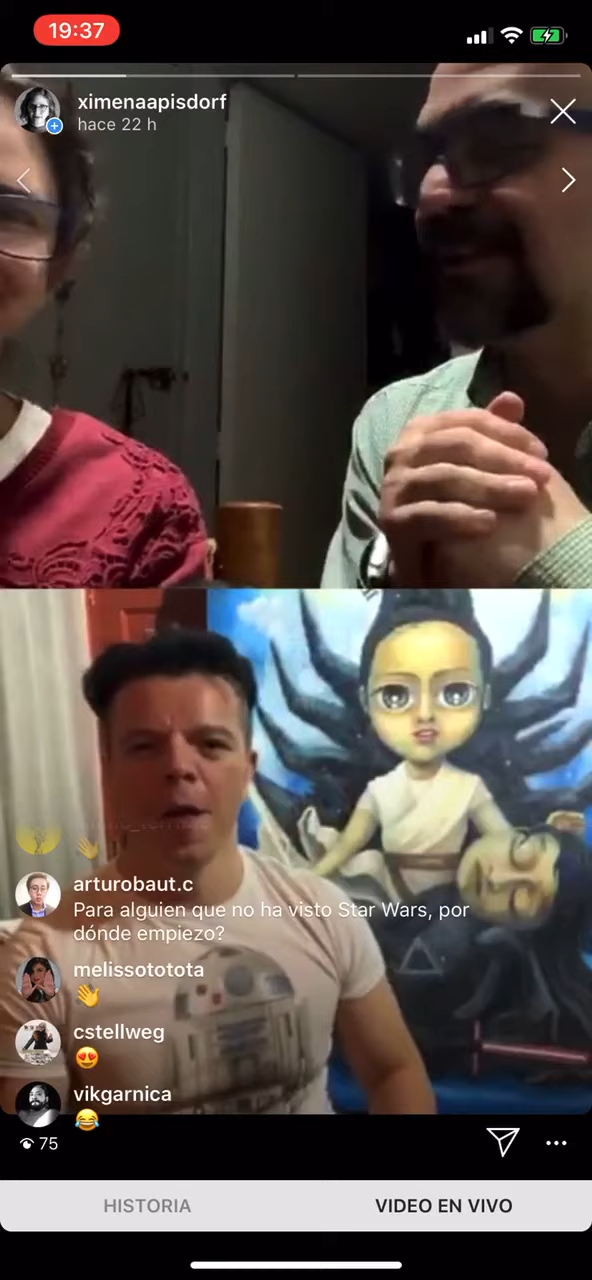 19:37
ximenaapisdorf
hace 22 h
arturobaut.c
Para alguien que no ha visto Star Wars, por
dónde empiezo?
melissototota
👋
cstellweg
😍
vikgarnica
😂
75
HISTORIA
VIDEO EN VIVO